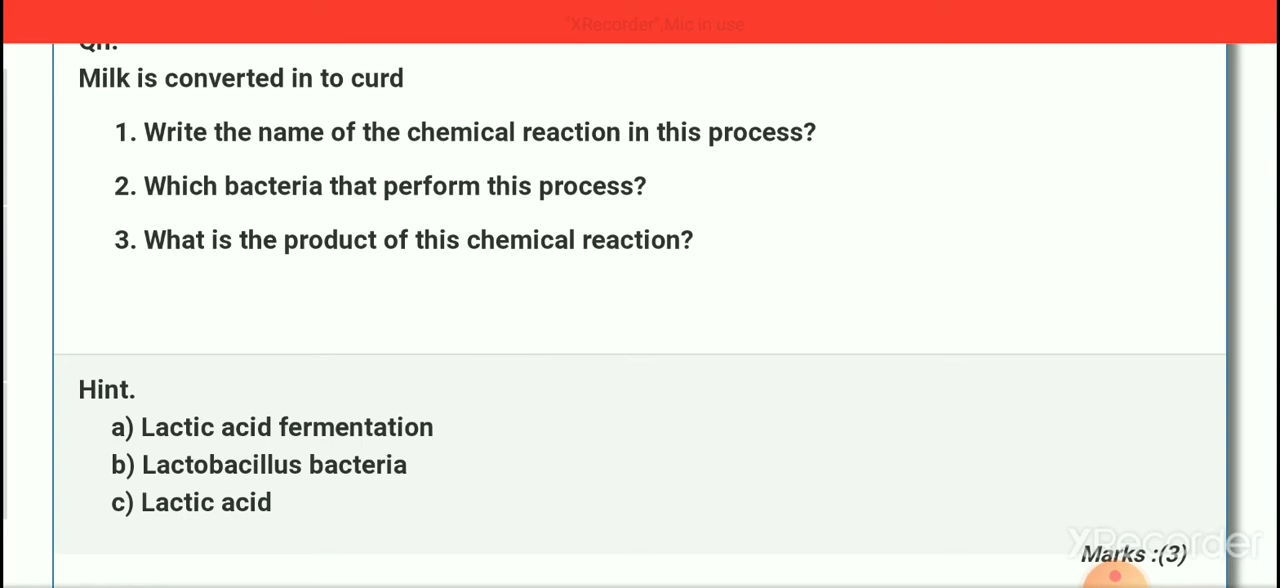 "XRecorder",Mic in use
Qn.
Milk is converted in to curd
1. Write the name of the chemical reaction in this process?
2. Which bacteria that perform this process?
3. What is the product of this chemical reaction?
Hint.
a) Lactic acid fermentation
b) Lactobacillus bacteria
c) Lactic acid
XRecorder
Marks :(3)